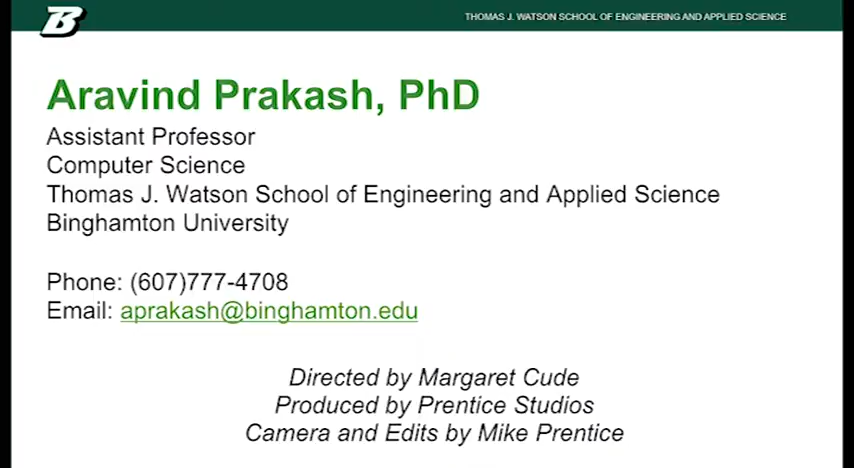 B
THOMAS J. WATSON SCHOOL OF ENGINEERING AND APPLIED SCIENCE
Aravind Prakash, PhD
Assistant Professor
Computer Science
Thomas J. Watson School of Engineering and Applied Science
Binghamton University
Phone: (607)777-4708
Email: aprakash@binghamton.edu
Directed by Margaret Cude
Produced by Prentice Studios
Camera and Edits by Mike Prentice